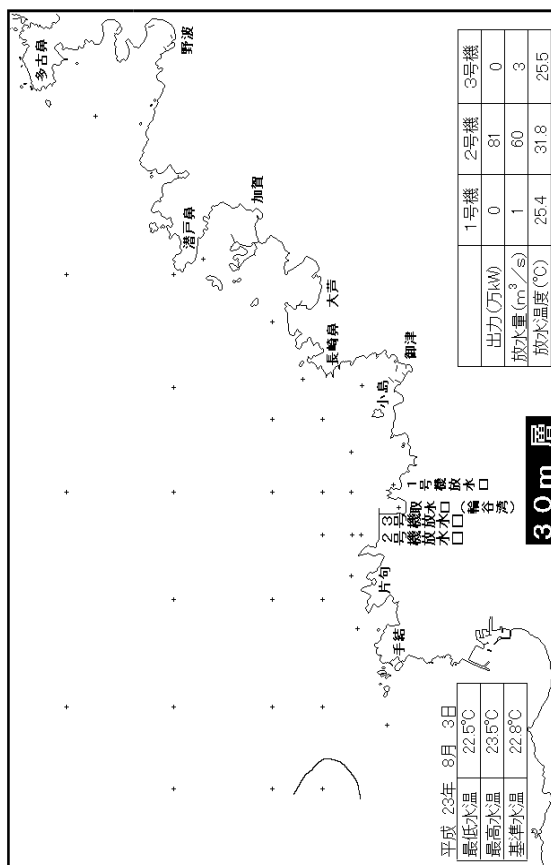 多古鼻
野波
潜戸鼻
加賀
大芦
長崎鼻
御津
小島
1号機放水口
取水口(輪谷湾)
3号機放水口
2号機放水口
片句
手結
1号機 2号機 3号機
出力(万kW) 0 81 0
放水量(m³/s) 1 60 3
放水温度(℃) 25.4 31.8 25.5
30m層
平成 23年 8月 3日
最低水温 22.5℃
最高水温 23.5℃
基準水温 22.8℃